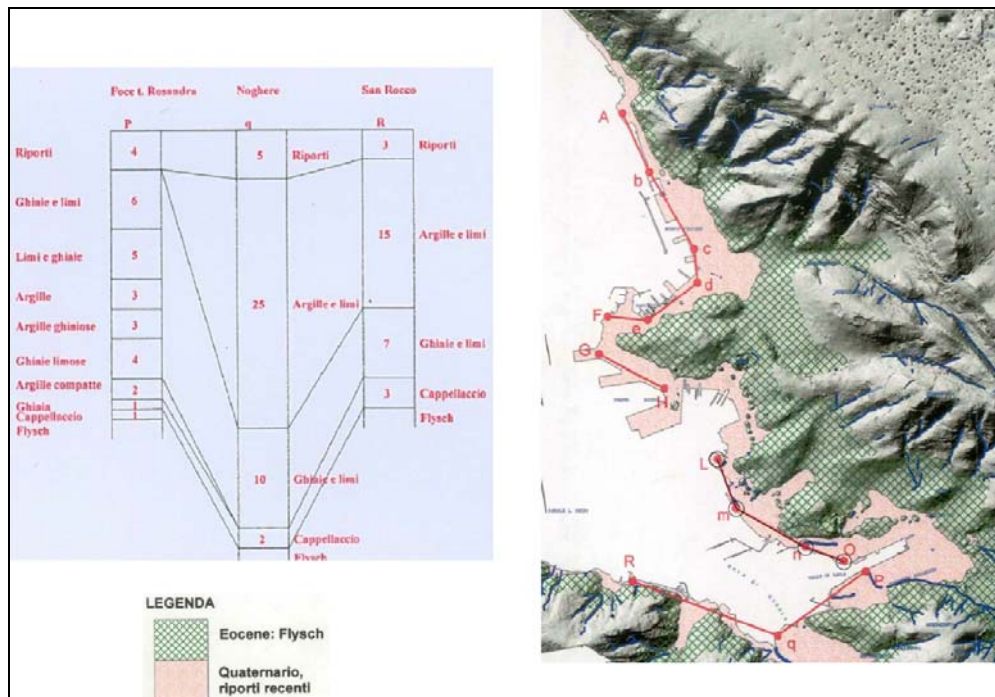 Foce t. Rosandra Noghere San Rocco
P q R
Riporti 4 5 Riporti 3 Riporti
Ghiaie e limi 6
15 Argille e limi
Limi e ghiaie 5
Argille 3 25 Argille e limi
Argille ghiaiose 3
Ghiaie limose 4 7 Ghiaie e limi
Argille compatte 2 3 Cappellaccio
Ghiaia 1
Cappellaccio 1 Flysch
Flysch
10 Ghiaie e limi
2 Cappellaccio
Flysch
LEGENDA
Eocene: Flysch
Quaternario,
riporti recenti
A
b
c
d
F
e
G
H
L
m
n
O
P
R
q